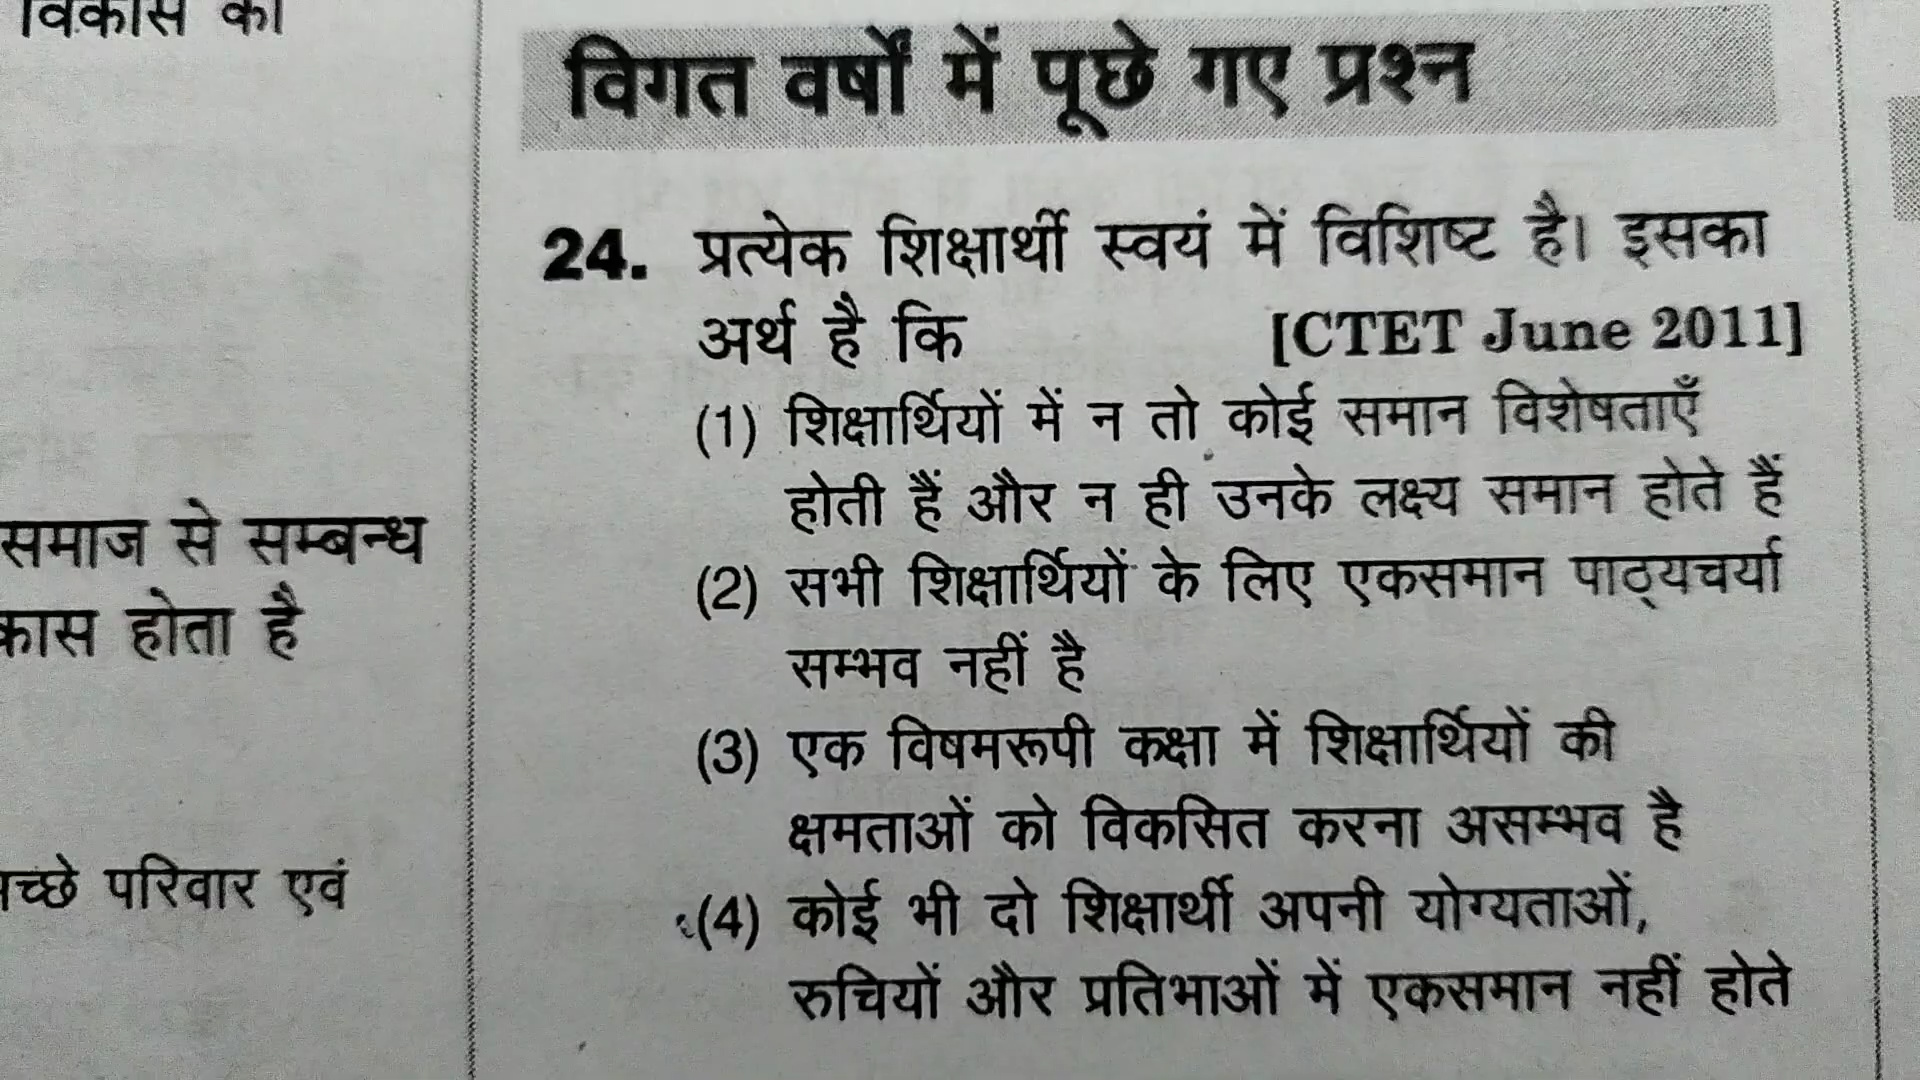 विकास का
समाज से सम्बन्ध
कास होता है
च्छे परिवार एवं
विगत वर्षों में पूछे गए प्रश्न
24. प्रत्येक शिक्षार्थी स्वयं में विशिष्ट है। इसका
अर्थ है कि [CTET June 2011]
(1) शिक्षार्थियों में न तो कोई समान विशेषताएँ
होती हैं और न ही उनके लक्ष्य समान होते हैं
(2) सभी शिक्षार्थियों के लिए एकसमान पाठ्यचर्या
सम्भव नहीं है
(3) एक विषमरूपी कक्षा में शिक्षार्थियों की
क्षमताओं को विकसित करना असम्भव है
(4) कोई भी दो शिक्षार्थी अपनी योग्यताओं,
रुचियों और प्रतिभाओं में एकसमान नहीं होते